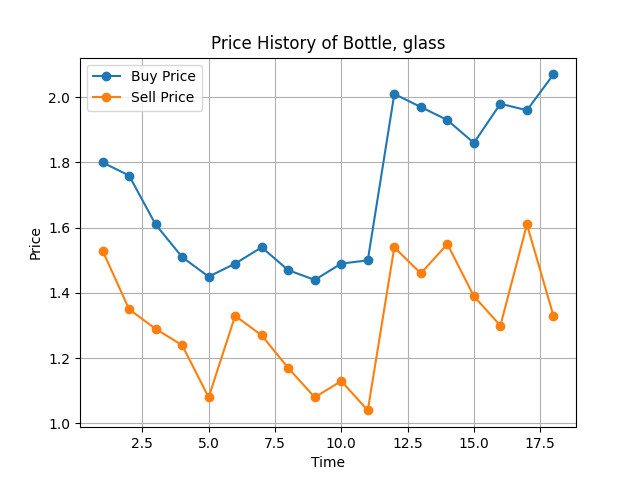 Price History of Bottle, glass
Buy Price
Sell Price
2.0
1.8
1.6
1.4
1.2
1.0
Price
2.5 5.0 7.5 10.0 12.5 15.0 17.5
Time